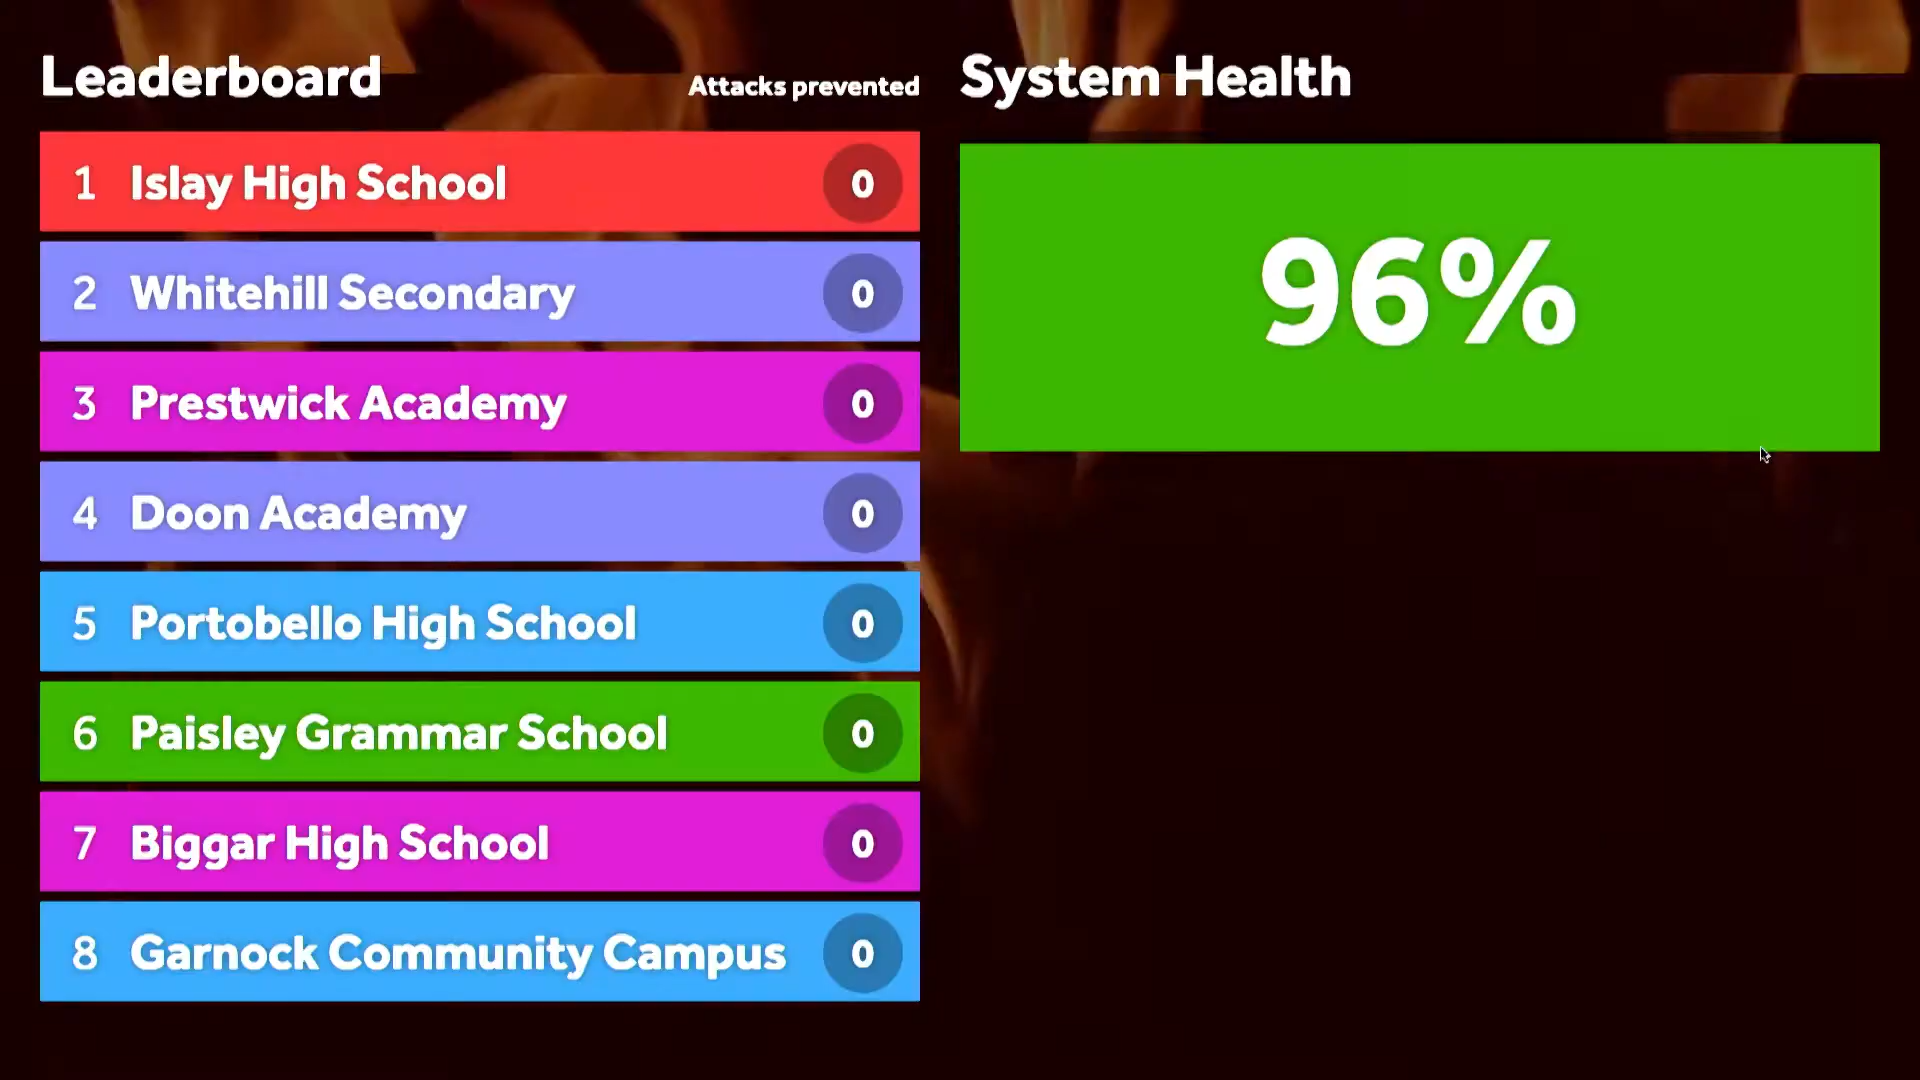 Leaderboard
Attacks prevented
1 Islay High School 0
2 Whitehill Secondary 0
3 Prestwick Academy 0
4 Doon Academy 0
5 Portobello High School 0
6 Paisley Grammar School 0
7 Biggar High School 0
8 Garnock Community Campus 0
System Health
96%